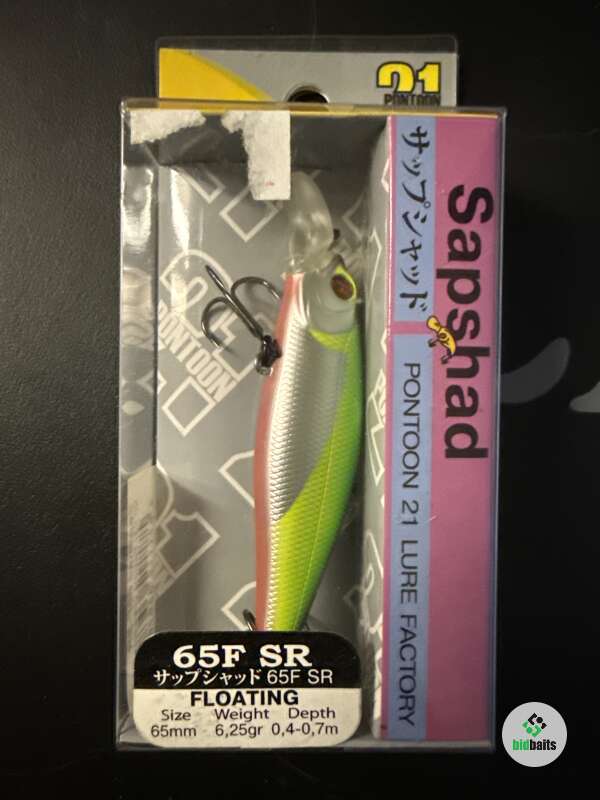 21
PONTOON
Sapshad
サップシャッド
PONTOON 21 LURE FACTORY
21
PONTOON
65F SR
サップシャッド 65F SR
FLOATING
Size Weight Depth
65mm 6,25gr 0,4-0,7m
bidbaits